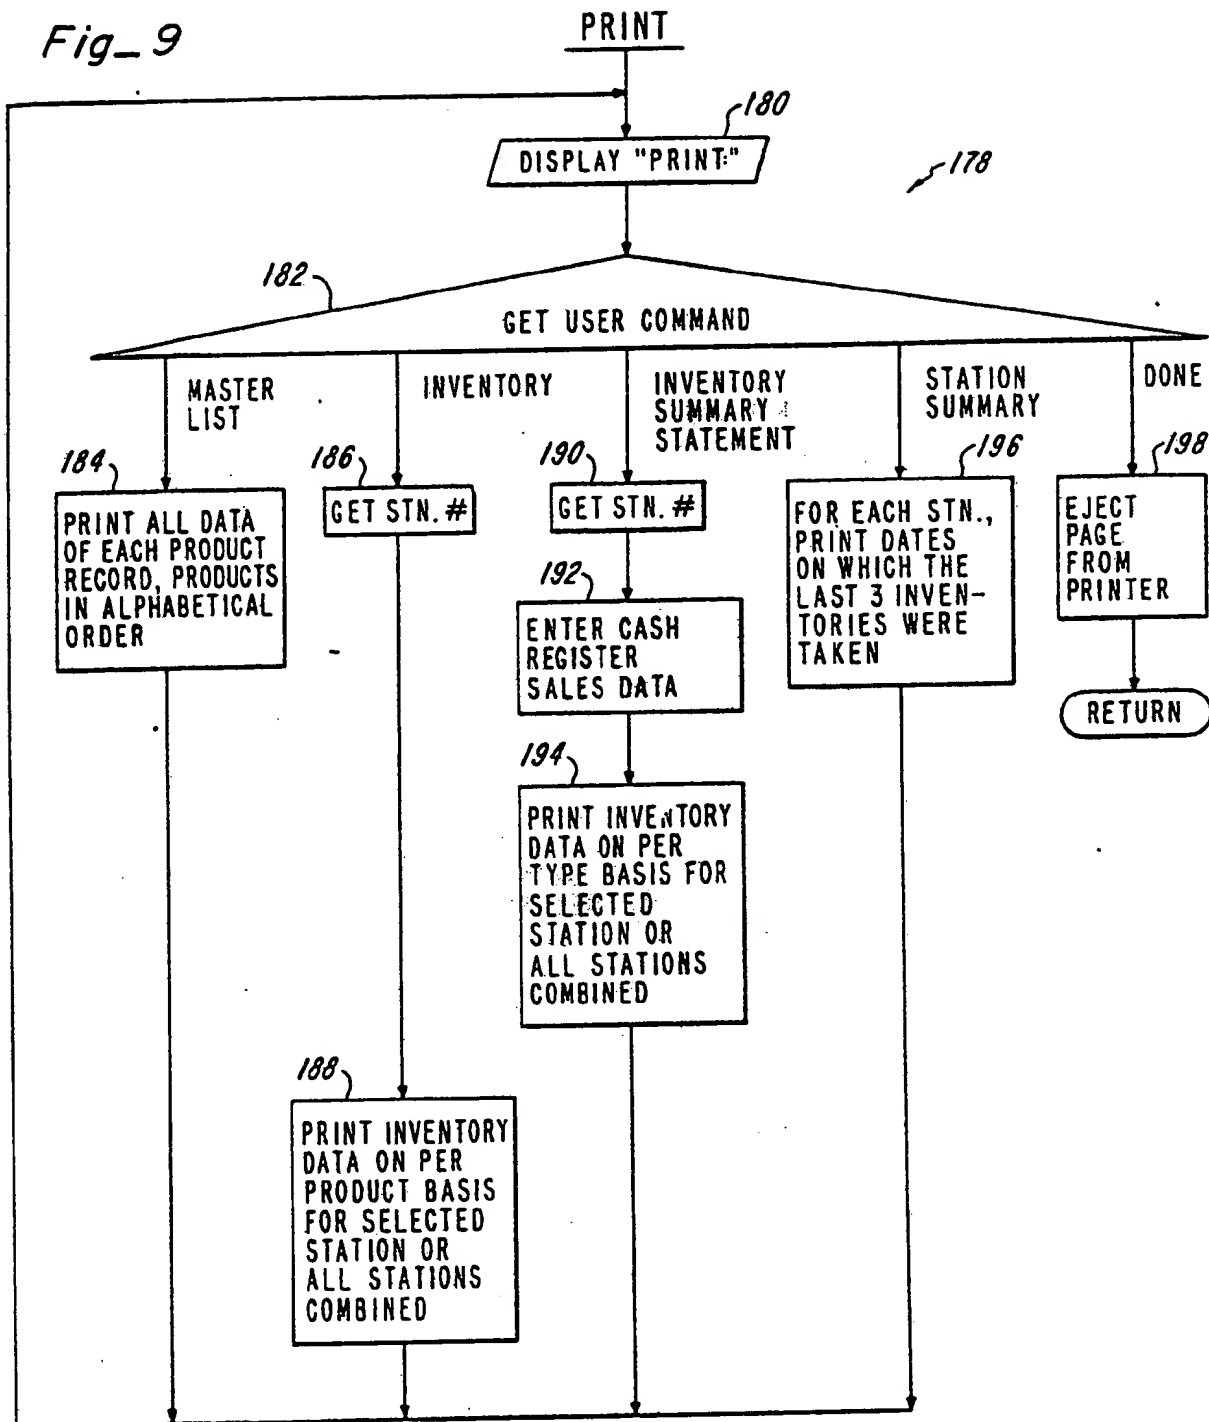 Fig_9
PRINT
180
DISPLAY "PRINT:"
178
182
GET USER COMMAND
MASTER
LIST
INVENTORY
INVENTORY
SUMMARY
STATEMENT
STATION
SUMMARY
DONE
184
PRINT ALL DATA
OF EACH PRODUCT
RECORD, PRODUCTS
IN ALPHABETICAL
ORDER
186
GET STN. #
190
GET STN. #
196
FOR EACH STN.,
PRINT DATES
ON WHICH THE
LAST 3 INVEN-
TORIES WERE
TAKEN
198
EJECT
PAGE
FROM
PRINTER
RETURN
192
ENTER CASH
REGISTER
SALES DATA
194
PRINT INVENTORY
DATA ON PER
TYPE BASIS FOR
SELECTED
STATION OR
ALL STATIONS
COMBINED
188
PRINT INVENTORY
DATA ON PER
PRODUCT BASIS
FOR SELECTED
STATION OR
ALL STATIONS
COMBINED